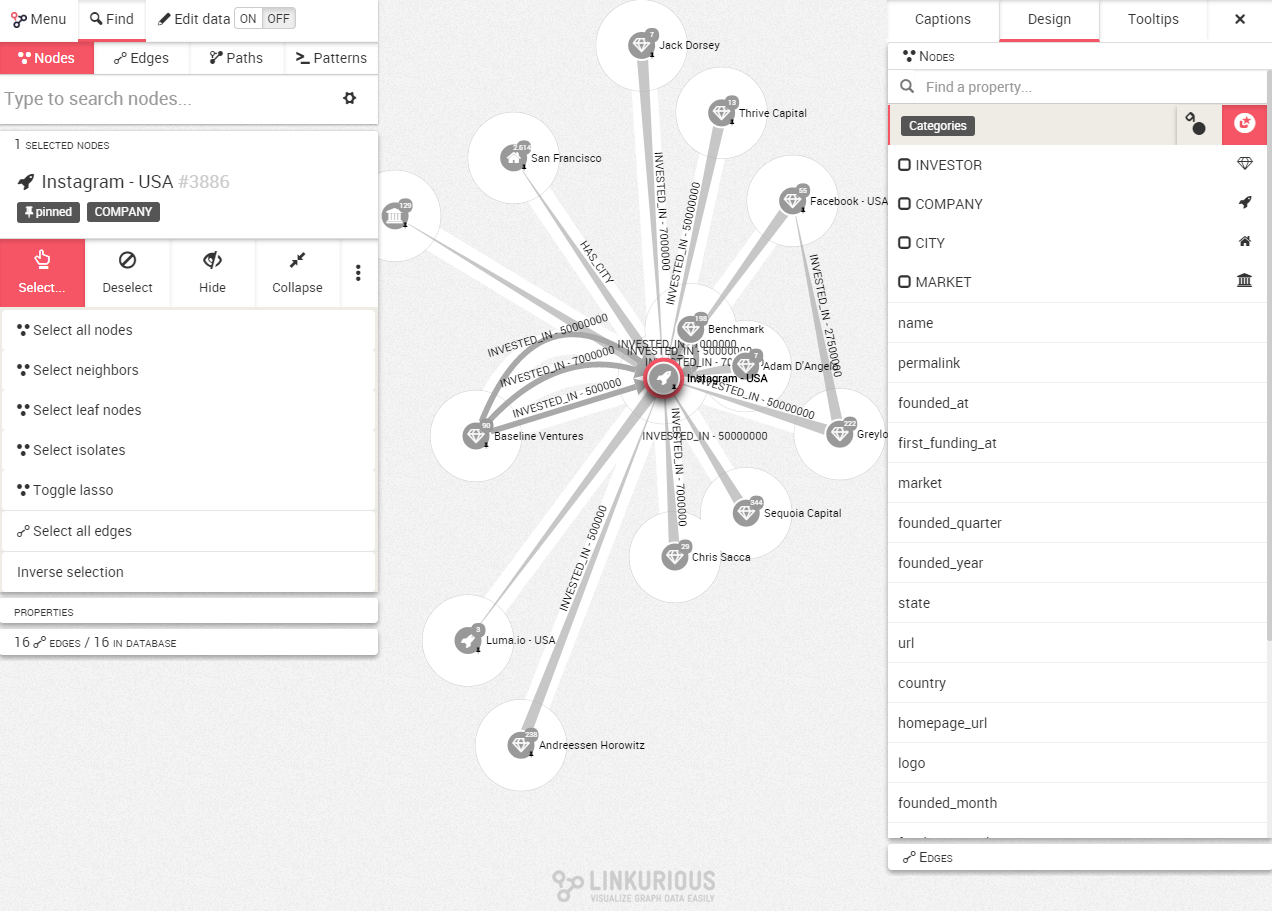 Menu
Find
Edit data
ON OFF
Nodes
Edges
Paths
Patterns
Type to search nodes...
1 SELECTED NODES
Instagram - USA #3886
pinned COMPANY
Select...
Deselect
Hide
Collapse
Select all nodes
Select neighbors
Select leaf nodes
Select isolates
Toggle lasso
Select all edges
Inverse selection
PROPERTIES
16 EDGES / 16 IN DATABASE
7
Jack Dorsey
13
Thrive Capital
2,614
San Francisco
129
55
Facebook - USA
INVESTED_IN - 7000000
INVESTED_IN - 50000000
HAS_CITY
INVESTED_IN - 27500000
198
Benchmark
INVESTED_IN - 50000000
INVESTED_IN - 7000000
INVESTED_IN - 500000
INVESTED_IN
INVESTED_IN - 50000000
INVESTED_IN
7
Adam D'Angelo
Instagram - USA
INVESTED_IN - 50000000
90
Baseline Ventures
INVESTED_IN - 50000000
222
Greylo
INVESTED_IN - 7000000
344
Sequoia Capital
29
Chris Sacca
INVESTED_IN - 500000
3
Luma.io - USA
238
Andreessen Horowitz
LINKURIOUS
VISUALIZE GRAPH DATA EASILY
Captions
Design
Tooltips
NODES
Find a property...
Categories
INVESTOR
COMPANY
CITY
MARKET
name
permalink
founded_at
first_funding_at
market
founded_quarter
founded_year
state
url
country
homepage_url
logo
founded_month
EDGES